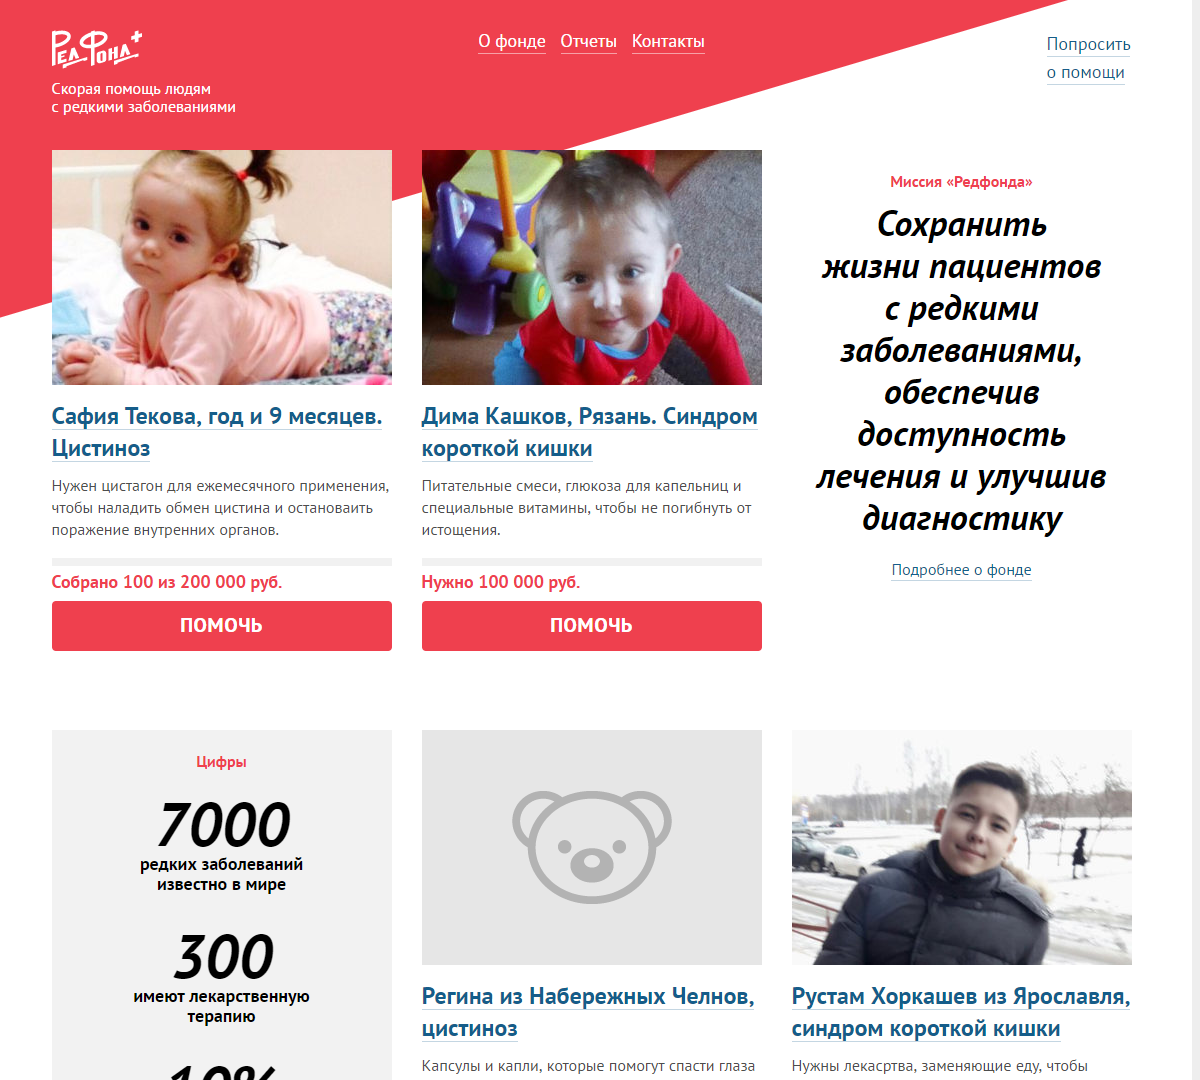 Ред Фонд
Скорая помощь людям
с редкими заболеваниями
О фонде Отчеты Контакты
Попросить
о помощи
Сафия Текова, год и 9 месяцев.
Цистиноз
Нужен цистагон для ежемесячного применения,
чтобы наладить обмен цистина и остановаить
поражение внутренних органов.
Собрано 100 из 200 000 руб.
ПОМОЧЬ
Дима Кашков, Рязань. Синдром
короткой кишки
Питательные смеси, глюкоза для капельниц и
специальные витамины, чтобы не погибнуть от
истощения.
Нужно 100 000 руб.
ПОМОЧЬ
Миссия «Редфонда»
Сохранить
жизни пациентов
с редкими
заболеваниями,
обеспечив
доступность
лечения и улучшив
диагностику
Подробнее о фонде
Цифры
7000
редких заболеваний
известно в мире
300
имеют лекарственную
терапию
10%
Регина из Набережных Челнов,
цистиноз
Капсулы и капли, которые помогут спасти глаза
Рустам Хоркашев из Ярославля,
синдром короткой кишки
Нужны лекасртва, заменяющие еду, чтобы